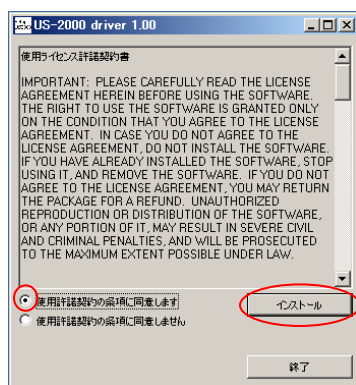 US-2000 driver 1.00
使用ライセンス許諾契約書
IMPORTANT: PLEASE CAREFULLY READ THE LICENSE
AGREEMENT HEREIN BEFORE USING THE SOFTWARE.
THE RIGHT TO USE THE SOFTWARE IS GRANTED ONLY
ON THE CONDITION THAT YOU AGREE TO THE LICENSE
AGREEMENT. IN CASE YOU DO NOT AGREE TO THE
LICENSE AGREEMENT, DO NOT INSTALL THE SOFTWARE.
IF YOU HAVE ALREADY INSTALLED THE SOFTWARE, STOP
USING IT, AND REMOVE THE SOFTWARE. IF YOU DO NOT
AGREE TO THE LICENSE AGREEMENT, YOU MAY RETURN
THE PACKAGE FOR A REFUND. UNAUTHORIZED
REPRODUCTION OR DISTRIBUTION OF THE SOFTWARE,
OR ANY PORTION OF IT, MAY RESULT IN SEVERE CIVIL
AND CRIMINAL PENALTIES, AND WILL BE PROSECUTED
TO THE MAXIMUM EXTENT POSSIBLE UNDER LAW.
使用許諾契約の条項に同意します
インストール
使用許諾契約の条項に同意しません
終了